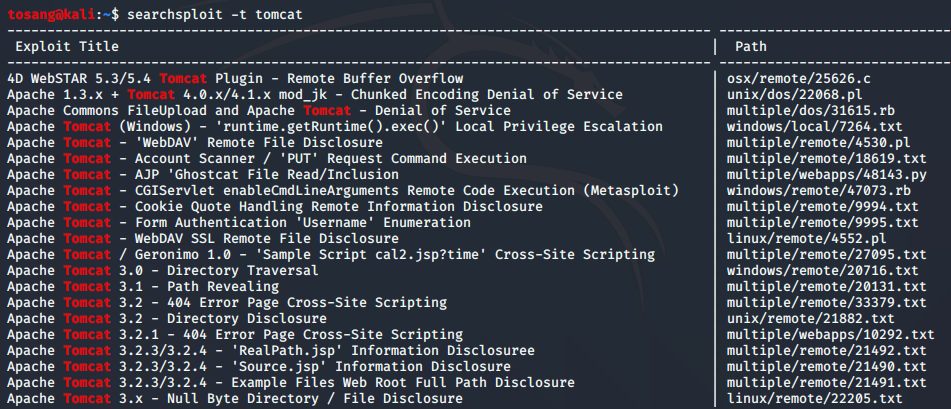 tosang@kali:~$ searchsploit -t tomcat
Exploit Title | Path
4D WebSTAR 5.3/5.4 Tomcat Plugin - Remote Buffer Overflow | osx/remote/25626.c
Apache 1.3.x + Tomcat 4.0.x/4.1.x mod_jk - Chunked Encoding Denial of Service | unix/dos/22068.pl
Apache Commons FileUpload and Apache Tomcat - Denial of Service | multiple/dos/31615.rb
Apache Tomcat (Windows) - 'runtime.getRuntime().exec()' Local Privilege Escalation | windows/local/7264.txt
Apache Tomcat - 'WebDAV' Remote File Disclosure | multiple/remote/4530.pl
Apache Tomcat - Account Scanner / 'PUT' Request Command Execution | multiple/remote/18619.txt
Apache Tomcat - AJP 'Ghostcat File Read/Inclusion | multiple/webapps/48143.py
Apache Tomcat - CGIServlet enableCmdLineArguments Remote Code Execution (Metasploit) | windows/remote/47073.rb
Apache Tomcat - Cookie Quote Handling Remote Information Disclosure | multiple/remote/9994.txt
Apache Tomcat - Form Authentication 'Username' Enumeration | multiple/remote/9995.txt
Apache Tomcat - WebDAV SSL Remote File Disclosure | linux/remote/4552.pl
Apache Tomcat / Geronimo 1.0 - 'Sample Script cal2.jsp?time' Cross-Site Scripting | multiple/remote/27095.txt
Apache Tomcat 3.0 - Directory Traversal | windows/remote/20716.txt
Apache Tomcat 3.1 - Path Revealing | multiple/remote/20131.txt
Apache Tomcat 3.2 - 404 Error Page Cross-Site Scripting | multiple/remote/33379.txt
Apache Tomcat 3.2 - Directory Disclosure | unix/remote/21882.txt
Apache Tomcat 3.2.1 - 404 Error Page Cross-Site Scripting | multiple/webapps/10292.txt
Apache Tomcat 3.2.3/3.2.4 - 'RealPath.jsp' Information Disclosuree | multiple/remote/21492.txt
Apache Tomcat 3.2.3/3.2.4 - 'Source.jsp' Information Disclosure | multiple/remote/21490.txt
Apache Tomcat 3.2.3/3.2.4 - Example Files Web Root Full Path Disclosure | multiple/remote/21491.txt
Apache Tomcat 3.x - Null Byte Directory / File Disclosure | linux/remote/22205.txt